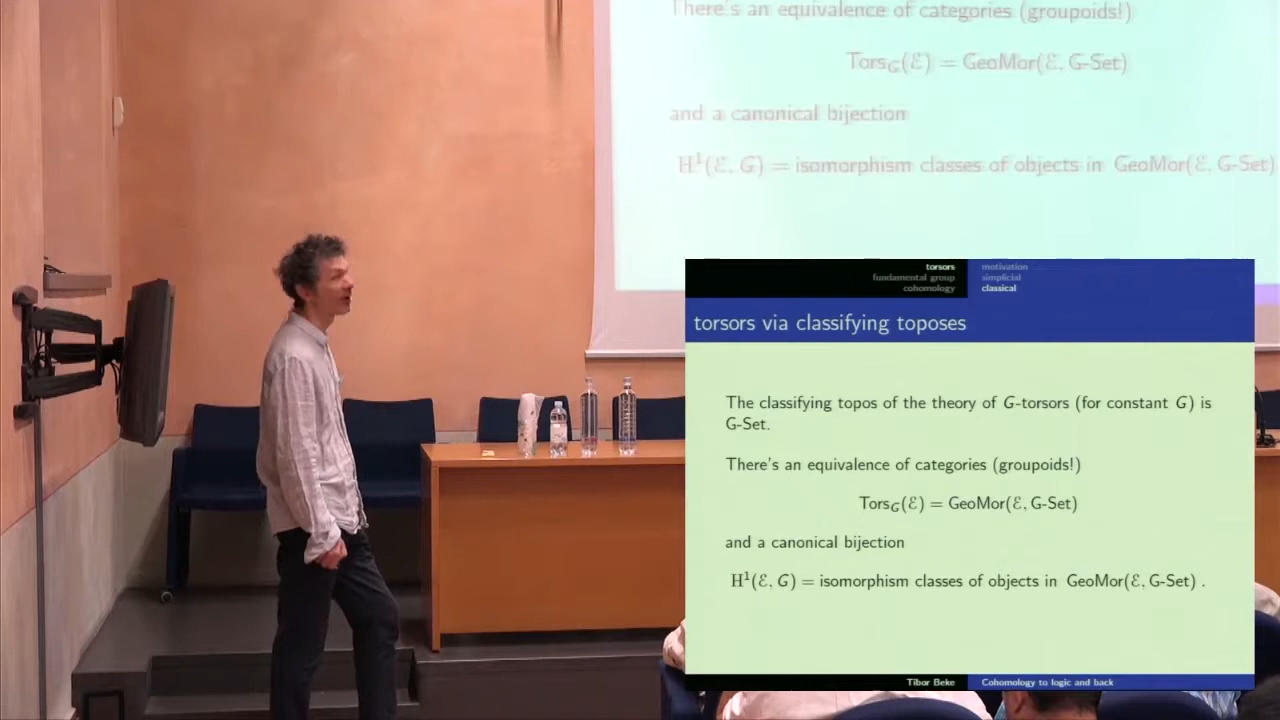 There's an equivalence of categories (groupoids!)
Tors_G(ℰ) = GeoMor(ℰ, G-Set)
and a canonical bijection
H¹(ℰ, G) = isomorphism classes of objects in GeoMor(ℰ, G-Set)
torsors
fundamental group
cohomology
motivation
simplicial
classical
torsors via classifying toposes
The classifying topos of the theory of G-torsors (for constant G) is
G-Set.
There's an equivalence of categories (groupoids!)
Tors_G(ℰ) = GeoMor(ℰ, G-Set)
and a canonical bijection
H¹(ℰ, G) = isomorphism classes of objects in GeoMor(ℰ, G-Set) .
Tibor Beke
Cohomology to logic and back